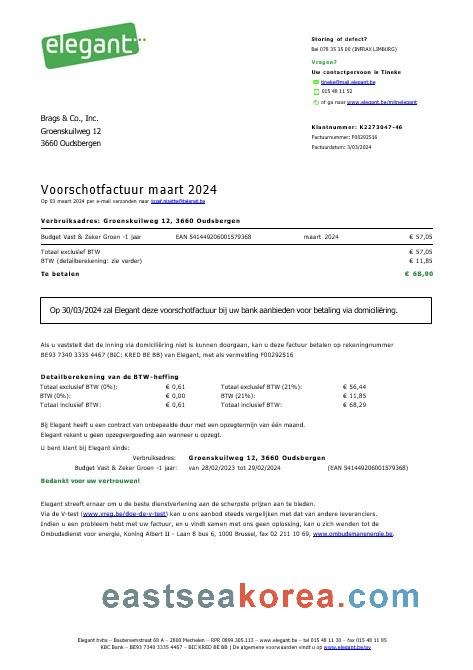 elegant
Storing of defect?
Bel 078 35 35 00 (INFRAX LIMBURG)
Vragen?
Uw contactpersoon is Tineke
tineke@mail.elegant.be
015 48 11 52
of ga naar www.elegant.be/mijnelegant
Brags & Co., Inc.
Groenskuilweg 12
3660 Oudsbergen
Klantnummer: K2273047-46
Factuurnummer: F00292516
Factuurdatum: 3/03/2024
Voorschotfactuur maart 2024
Op 03 maart 2024 per e-mail verzonden naar
Verbruiksadres: Groenskuilweg 12, 3660 Oudsbergen
Budget Vast & Zeker Groen -1 jaar EAN 541449206001579368 maart 2024 € 57,05
Totaal exclusief BTW € 57,05
BTW (detailberekening: zie verder) € 11,85
Te betalen € 68,90
Op 30/03/2024 zal Elegant deze voorschotfactuur bij uw bank aanbieden voor betaling via domiciliëring.
Als u vaststelt dat de inning via domiciliëring niet is kunnen doorgaan, kan u deze factuur betalen op rekeningnummer
BE93 7340 3335 4467 (BIC: KRED BE BB) van Elegant, met als vermelding F00292516
Detailberekening van de BTW-heffing
Totaal exclusief BTW (0%): € 0,61 Totaal exclusief BTW (21%): € 56,44
BTW (0%): € 0,00 BTW (21%): € 11,85
Totaal inclusief BTW: € 0,61 Totaal inclusief BTW: € 68,29
Bij Elegant heeft u een contract van onbepaalde duur met een opzegtermijn van één maand.
Elegant rekent u geen opzegvergoeding aan wanneer u opzegt.
U bent klant bij Elegant sinds:
Verbruiksadres: Groenskuilweg 12, 3660 Oudsbergen
Budget Vast & Zeker Groen -1 jaar: van 28/02/2023 tot 29/02/2024 (EAN 541449206001579368)
Bedankt voor uw vertrouwen!
Elegant streeft ernaar om u de beste dienstverlening aan de scherpste prijzen aan te bieden.
Via de V-test (www.vreg.be/doe-de-v-test) kan u ons aanbod steeds vergelijken met dat van andere leveranciers.
Indien u een probleem hebt met uw factuur, en u vindt samen met ons geen oplossing, kan u zich wenden tot de
Ombudsdienst voor energie, Koning Albert II - Laan 8 bus 6, 1000 Brussel, fax 02 211 10 69, www.ombudsmanenergie.be.
eastseakorea.com
Elegant bvba – Bautersemstraat 68 A – 2800 Mechelen – RPR 0899.305.113 – www.elegant.be – tel 015 48 11 30 – fax 015 48 11 85
KBC Bank – BE93 7340 3335 4467 – BIC KRED BE BB | De algemene voorwaarden vindt u op www.elegant.be/av